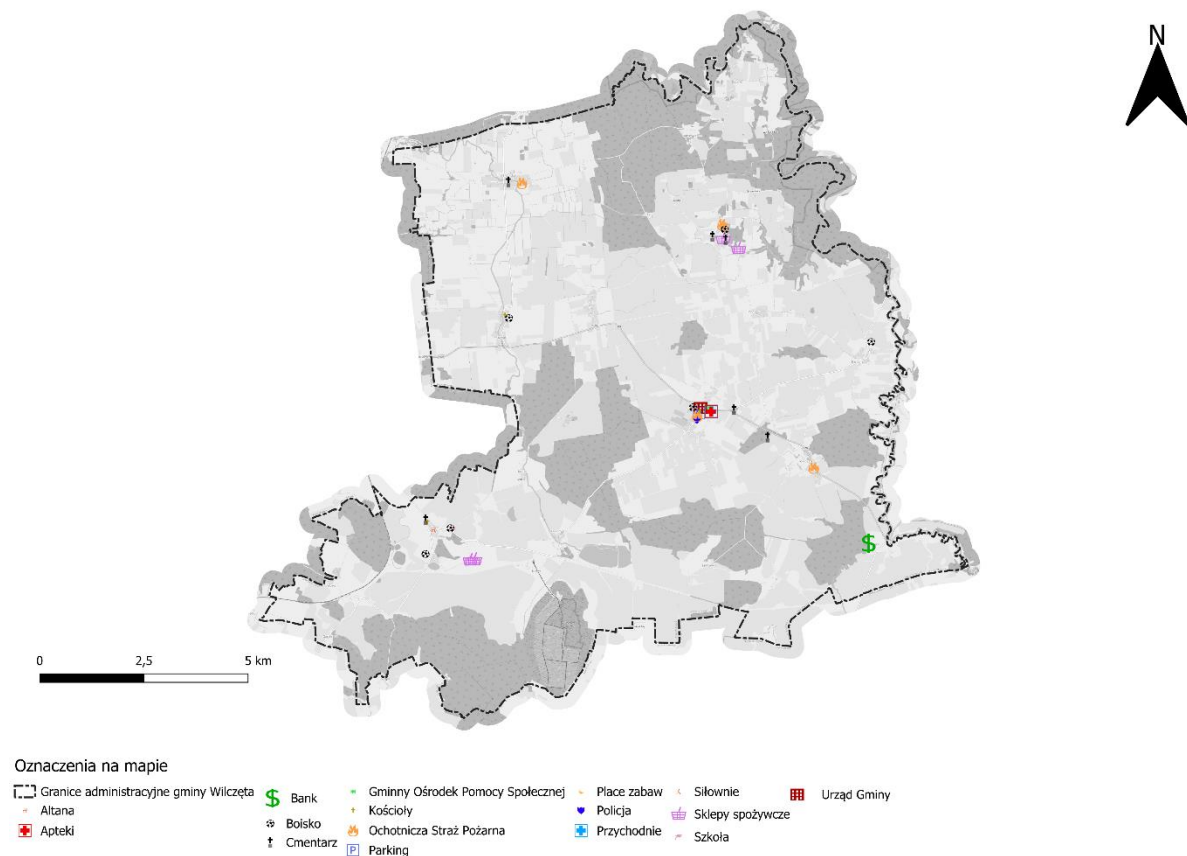 N
0 2,5 5 km
Oznaczenia na mapie
Granice administracyjne gminy Wilczęta
Altana
Apteki
Bank
Boisko
Cmentarz
Gminny Ośrodek Pomocy Społecznej
Kościoły
Ochotnicza Straż Pożarna
P Parking
Place zabaw
Policja
Przychodnie
Siłownie
Sklepy spożywcze
Szkoła
Urząd Gminy